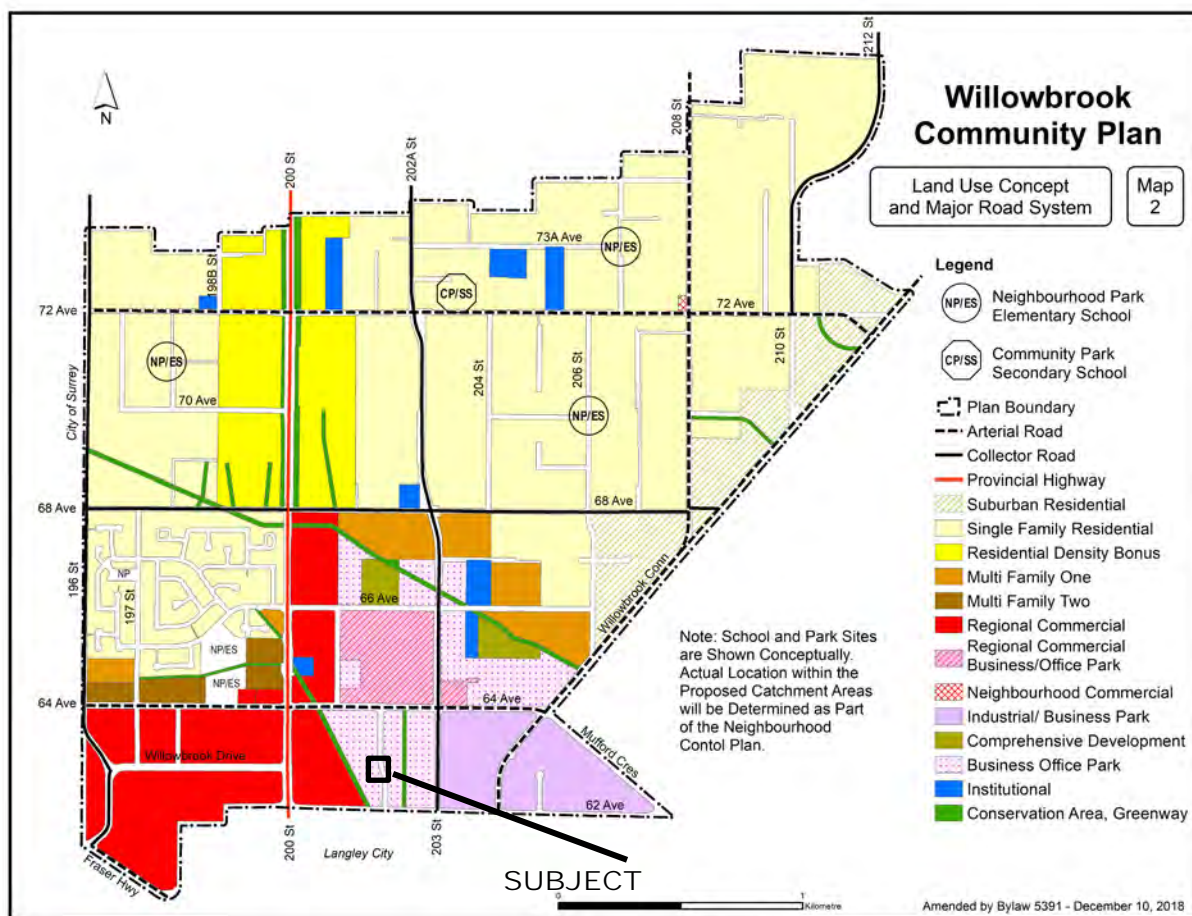 212 St
Willowbrook
Community Plan
Land Use Concept
and Major Road System
Map
2
N
208 St
200 St
202A St
198B St
73A Ave
NP/ES
CP/SS
72 Ave
72 Ave
NP/ES
City of Surrey
70 Ave
204 St
206 St
NP/ES
210 St
68 Ave
68 Ave
196 St
NP
197 St
66 Ave
Willowbrook Conn
NP/ES
NP/ES
64 Ave
64 Ave
Willowbrook Drive
Mufford Cres
62 Ave
200 St
203 St
Langley City
Fraser Hwy
SUBJECT
Legend
NP/ES
Neighbourhood Park
Elementary School
CP/SS
Community Park
Secondary School
Plan Boundary
Arterial Road
Collector Road
Provincial Highway
Suburban Residential
Single Family Residential
Residential Density Bonus
Multi Family One
Multi Family Two
Regional Commercial
Regional Commercial
Business/Office Park
Neighbourhood Commercial
Industrial/ Business Park
Comprehensive Development
Business Office Park
Institutional
Conservation Area, Greenway
Note: School and Park Sites
are Shown Conceptually.
Actual Location within the
Proposed Catchment Areas
will be Determined as Part
of the Neighbourhood
Contol Plan.
0 1
Kilometre
Amended by Bylaw 5391 - December 10, 2018